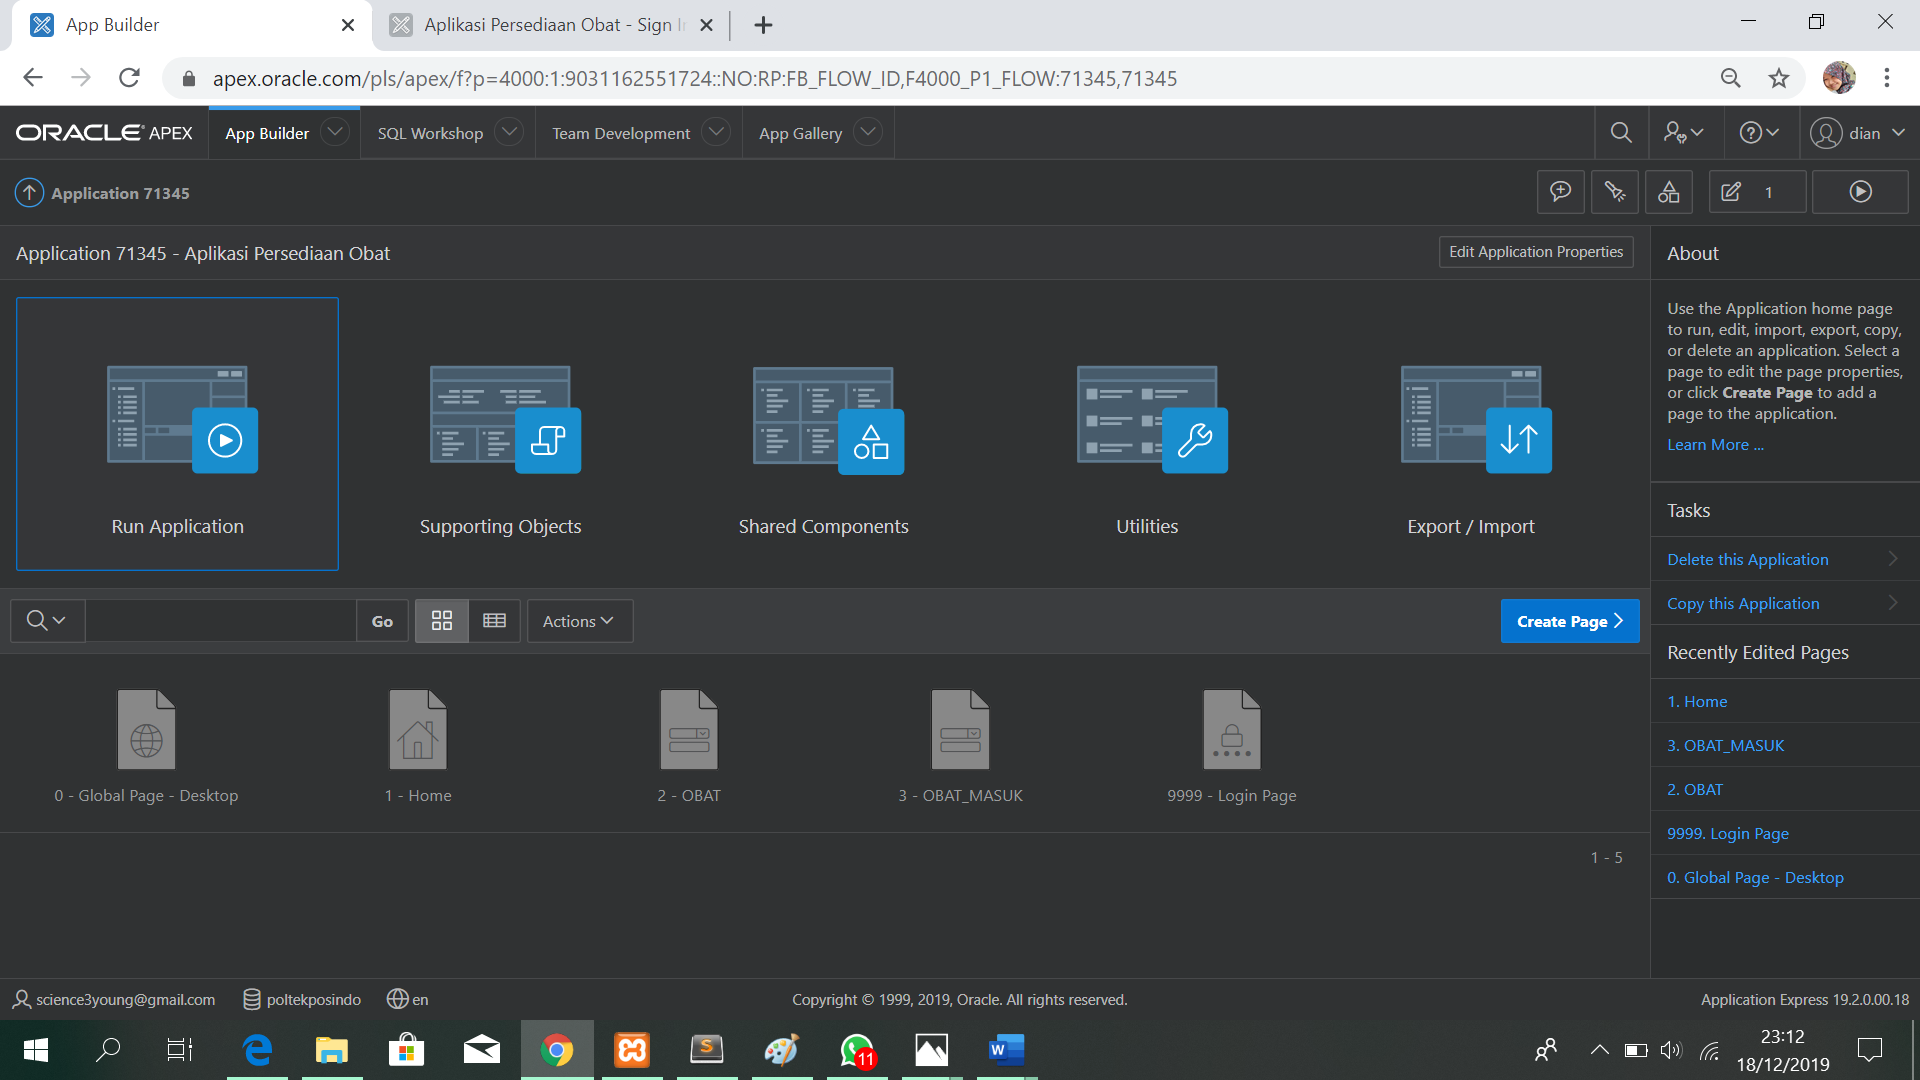 App Builder
Aplikasi Persediaan Obat - Sign I
apex.oracle.com/pls/apex/f?p=4000:1:9031162551724::NO:RP:FB_FLOW_ID,F4000_P1_FLOW:71345,71345
ORACLE APEX
App Builder
SQL Workshop
Team Development
App Gallery
dian
Application 71345
1
Application 71345 - Aplikasi Persediaan Obat
Edit Application Properties
About
Use the Application home page
to run, edit, import, export, copy,
or delete an application. Select a
page to edit the page properties,
or click Create Page to add a
page to the application.
Learn More ...
Run Application
Supporting Objects
Shared Components
Utilities
Export / Import
Tasks
Delete this Application
Copy this Application
Go
Actions
Create Page
Recently Edited Pages
1. Home
3. OBAT_MASUK
2. OBAT
9999. Login Page
0. Global Page - Desktop
0 - Global Page - Desktop
1 - Home
2 - OBAT
3 - OBAT_MASUK
9999 - Login Page
1 - 5
science3young@gmail.com
poltekposindo
en
Copyright © 1999, 2019, Oracle. All rights reserved.
Application Express 19.2.0.00.18
S
11
W
23:12
18/12/2019